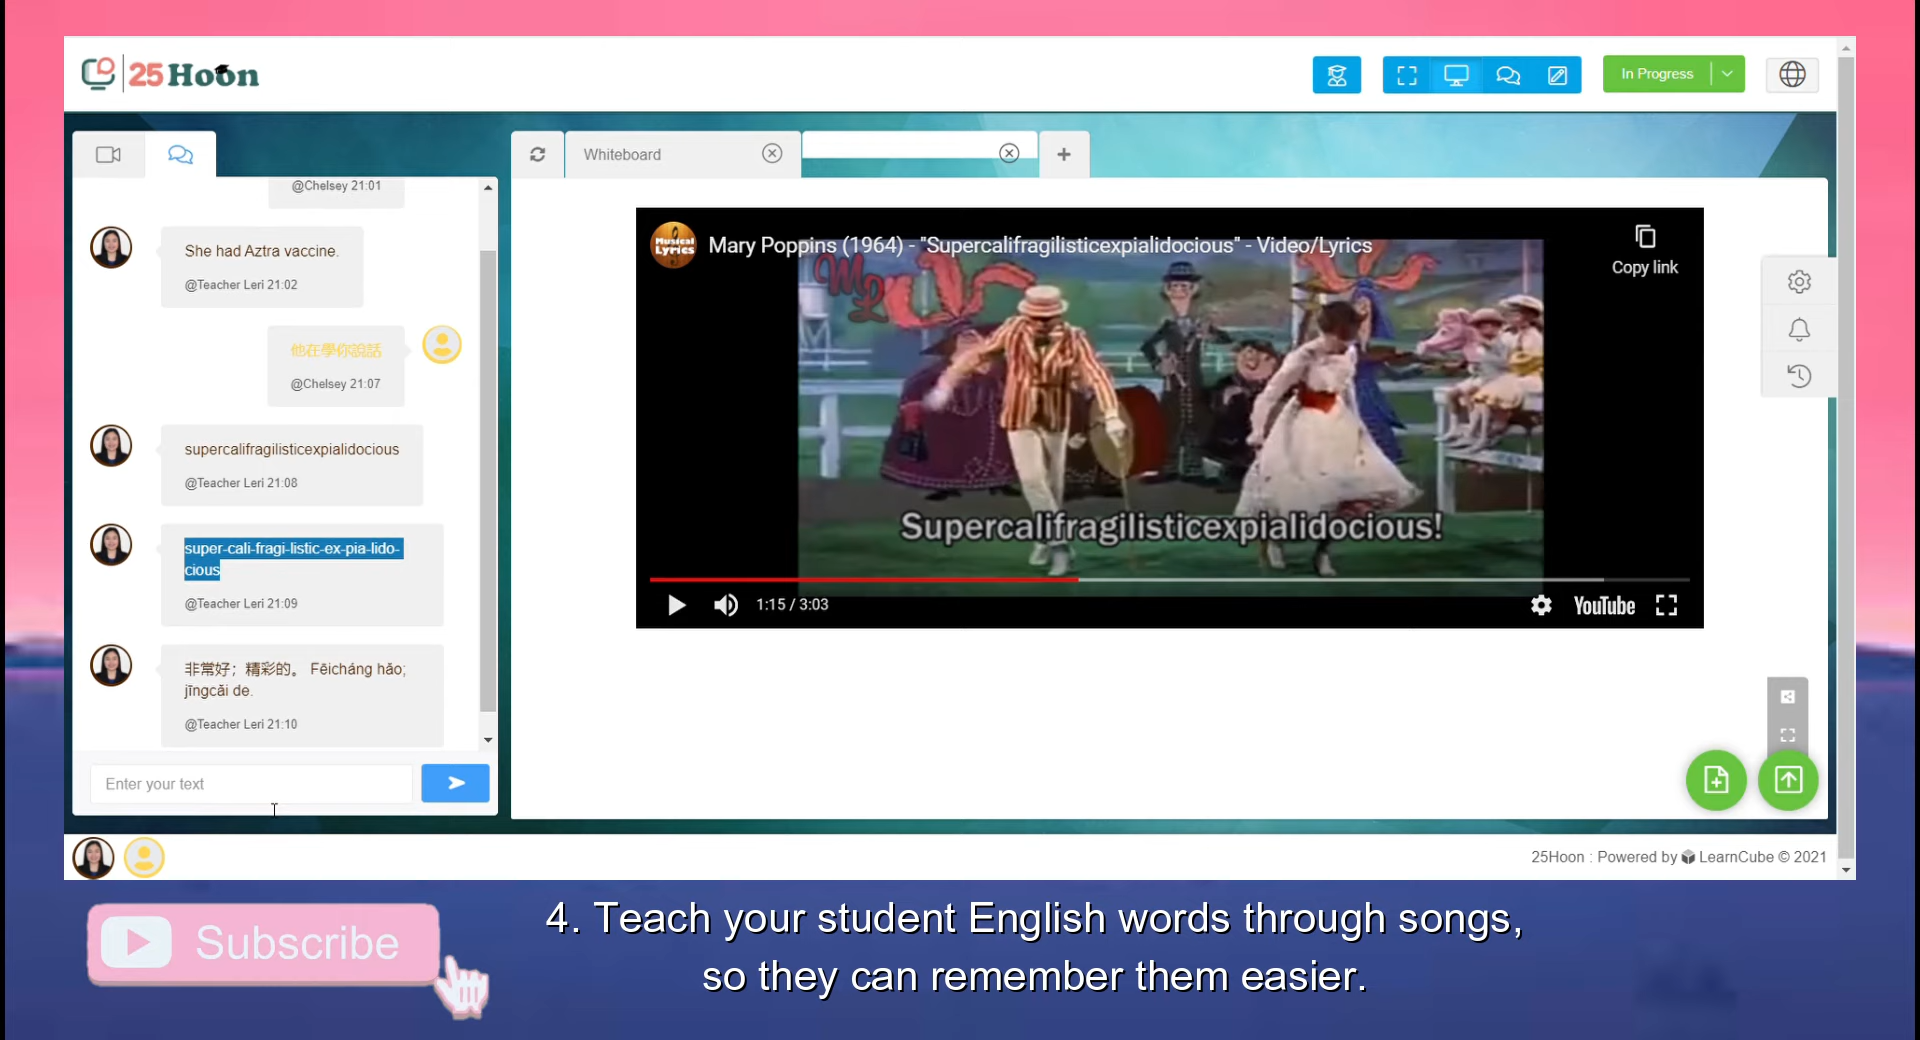 25 Hoon
In Progress
Whiteboard
@Chelsey 21:01
She had Aztra vaccine.
@Teacher Leri 21:02
他在學你說話
@Chelsey 21:07
supercalifragilisticexpialidocious
@Teacher Leri 21:08
super-cali-fragi-listic-ex-pia-lido-
cious
@Teacher Leri 21:09
非常好；精彩的。 Fēicháng hǎo;
jīngcǎi de.
@Teacher Leri 21:10
Enter your text
Musical
Lyrics
Mary Poppins (1964) - "Supercalifragilisticexpialidocious" - Video/Lyrics
Copy link
Supercalifragilisticexpialidocious!
1:15 / 3:03
YouTube
25Hoon : Powered by LearnCube © 2021
Subscribe
4. Teach your student English words through songs,
so they can remember them easier.